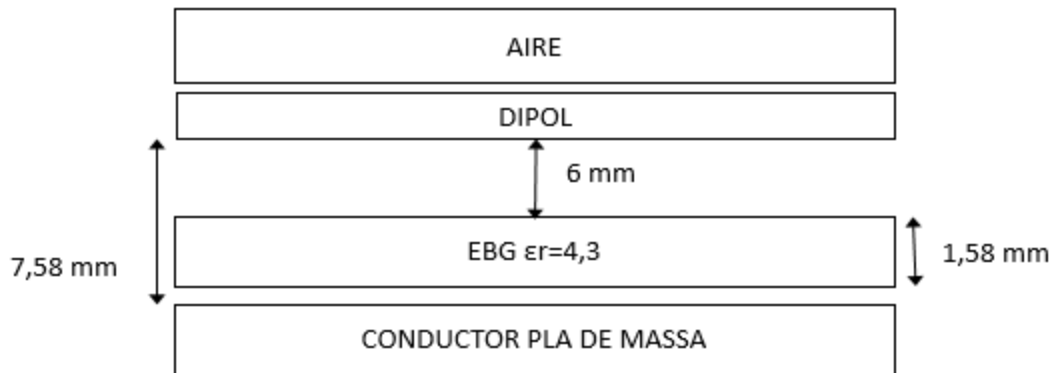 AIRE
DIPOL
6 mm
EBG εr=4,3
1,58 mm
7,58 mm
CONDUCTOR PLA DE MASSA